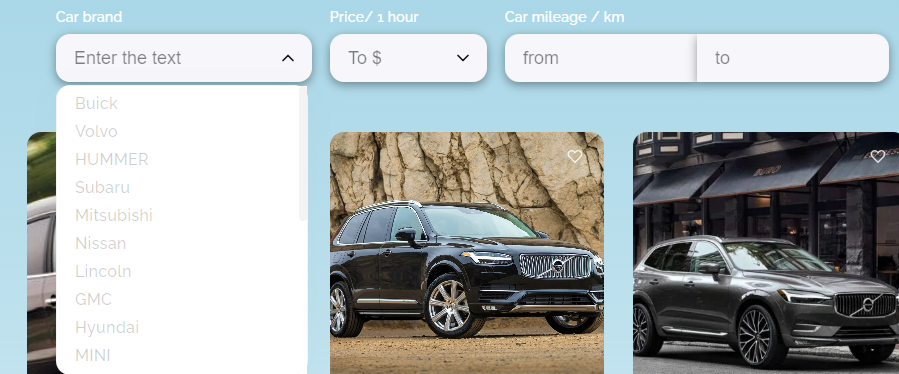 Car brand
Price/ 1 hour
Car mileage / km
Enter the text
To $
from
to
Buick
Volvo
HUMMER
Subaru
Mitsubishi
Nissan
Lincoln
GMC
Hyundai
MINI